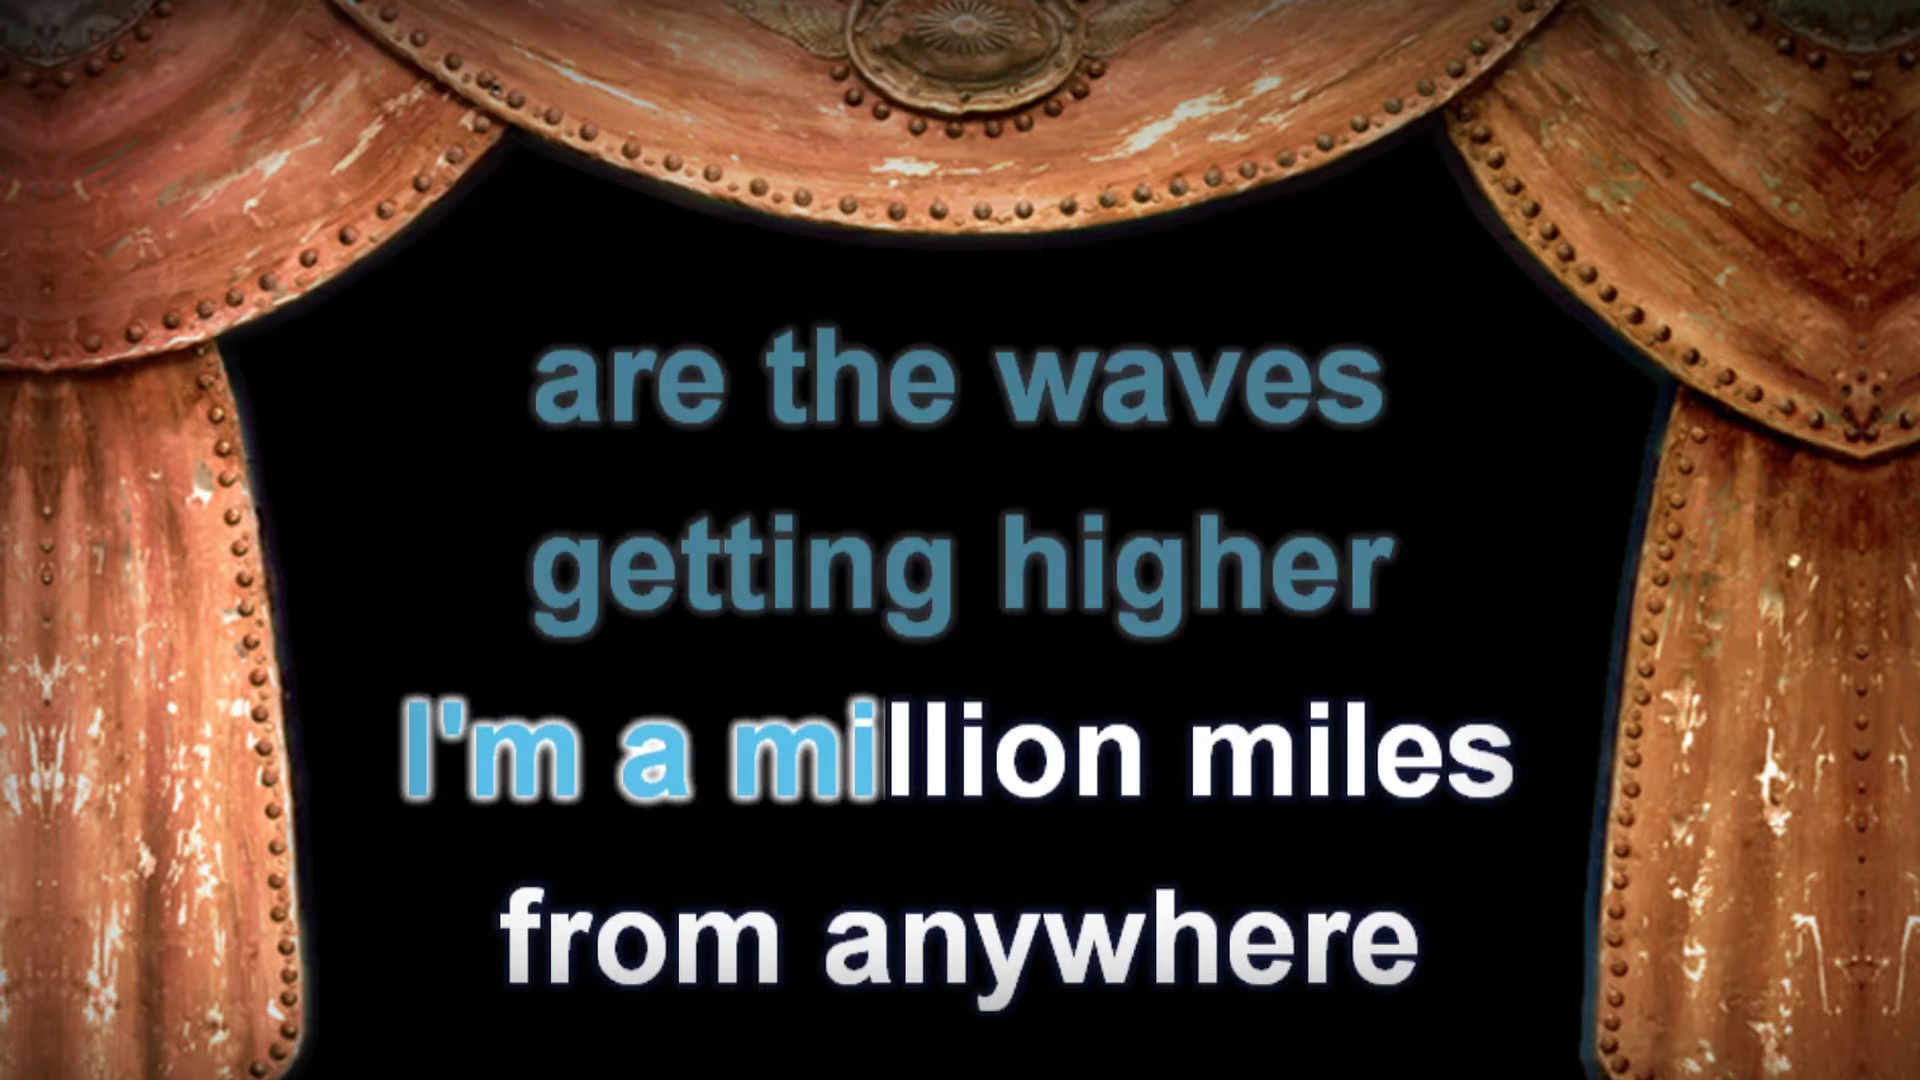 are the waves
getting higher
I'm a million miles
from anywhere